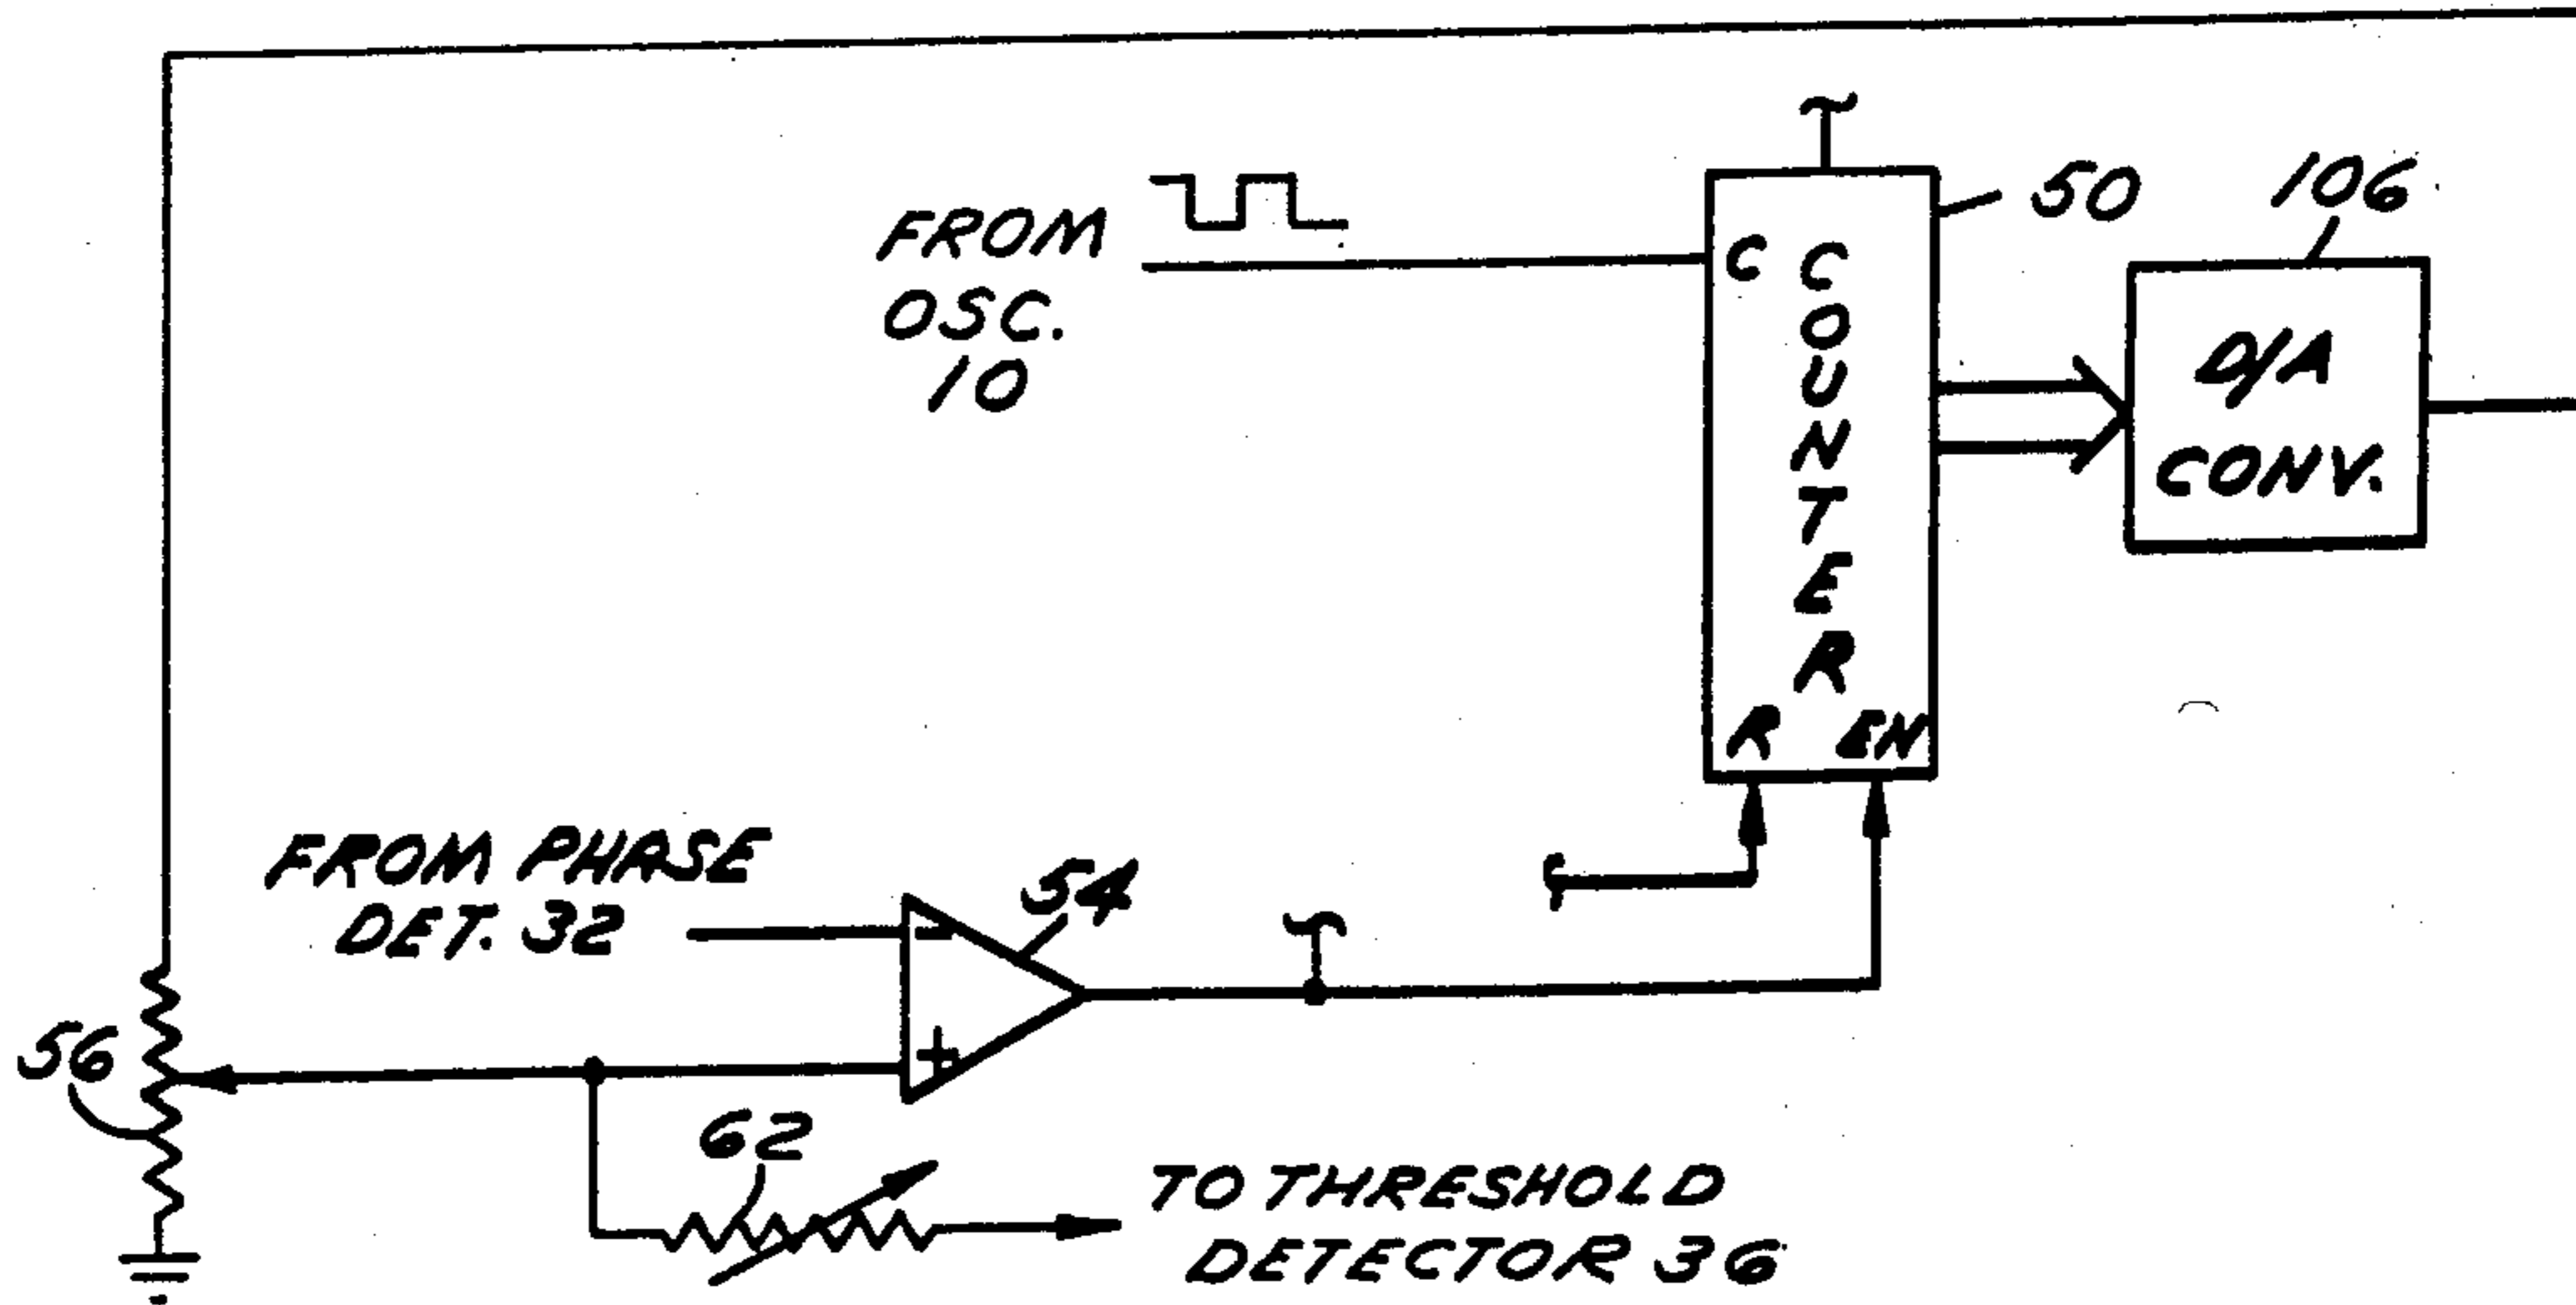 FROM
OSC.
10
C
COUNTER
R EN
50
106
D/A
CONV.
FROM PHASE
DET. 32
54
-
+
56
62
TO THRESHOLD
DETECTOR 36